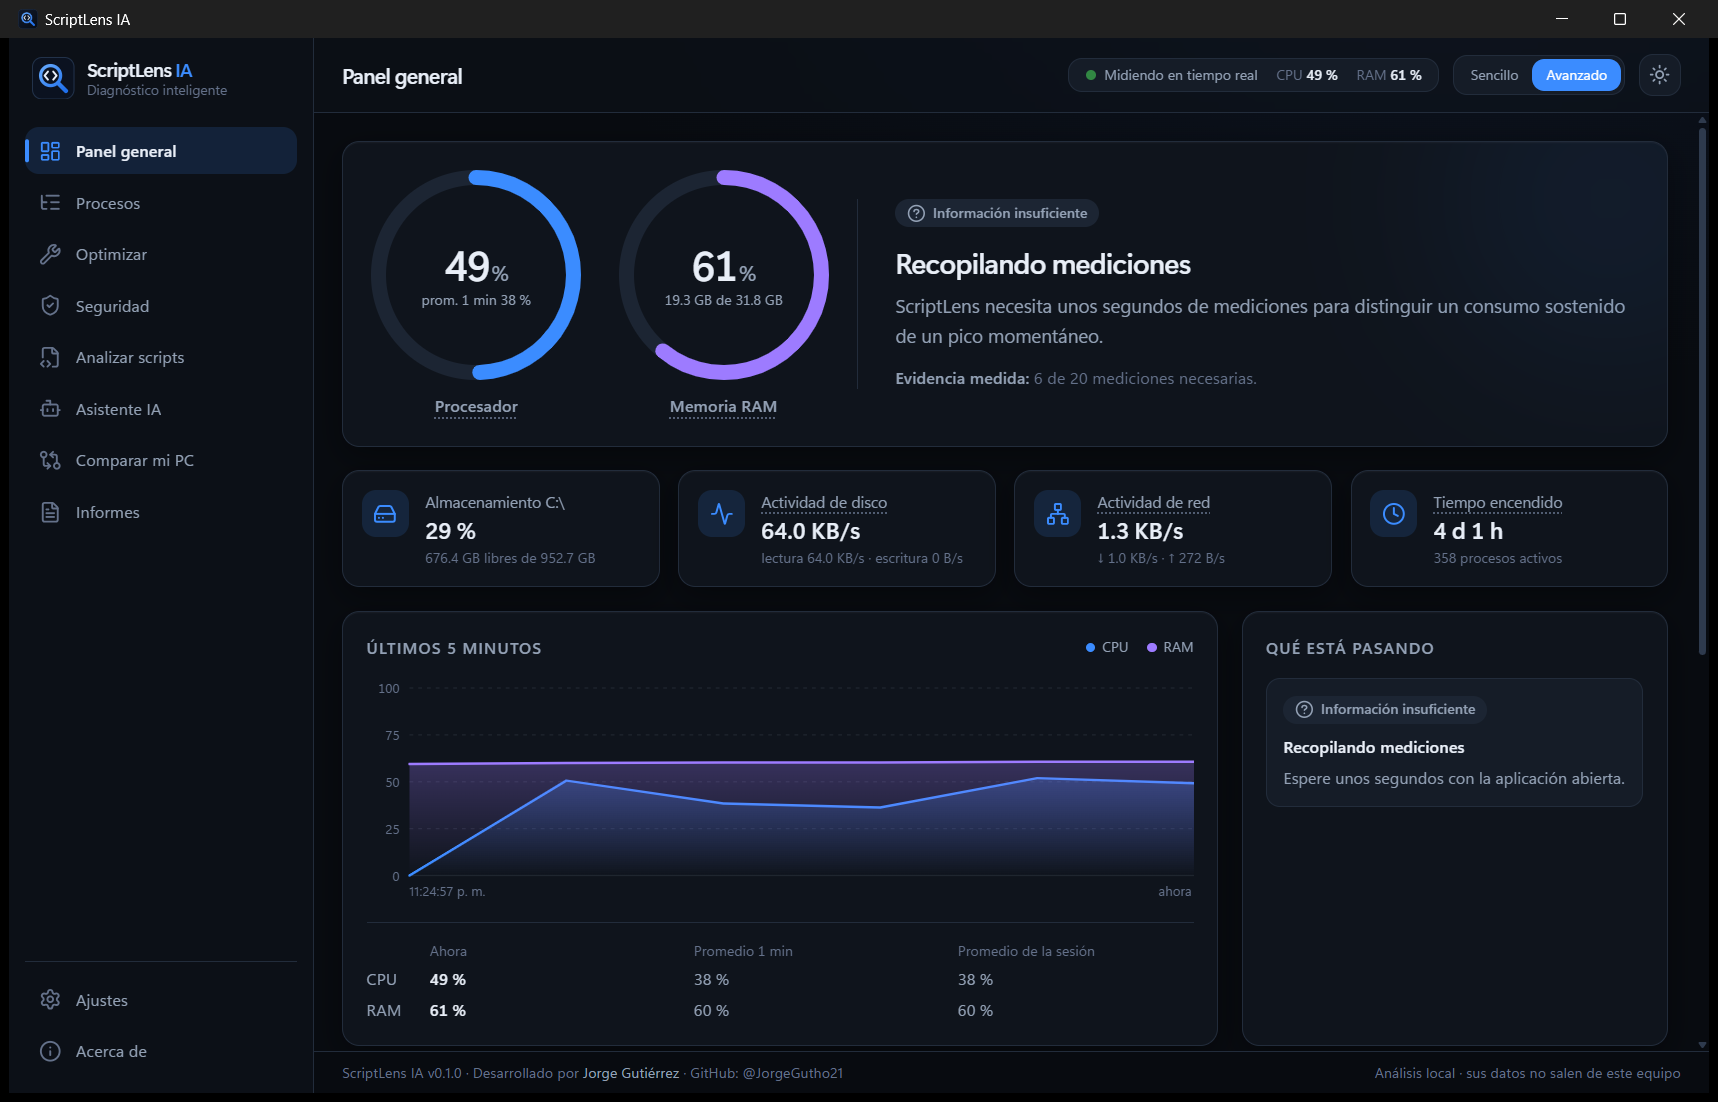 ScriptLens IA
ScriptLens IA
Diagnóstico inteligente
Panel general
Procesos
Optimizar
Seguridad
Analizar scripts
Asistente IA
Comparar mi PC
Informes
Ajustes
Acerca de
Panel general
Midiendo en tiempo real CPU 49 % RAM 61 %
Sencillo Avanzado
49 %
prom. 1 min 38 %
Procesador
61 %
19.3 GB de 31.8 GB
Memoria RAM
Información insuficiente
Recopilando mediciones
ScriptLens necesita unos segundos de mediciones para distinguir un consumo sostenido
de un pico momentáneo.
Evidencia medida: 6 de 20 mediciones necesarias.
Almacenamiento C:\
29 %
676.4 GB libres de 952.7 GB
Actividad de disco
64.0 KB/s
lectura 64.0 KB/s · escritura 0 B/s
Actividad de red
1.3 KB/s
↓ 1.0 KB/s · ↑ 272 B/s
Tiempo encendido
4 d 1 h
358 procesos activos
ÚLTIMOS 5 MINUTOS
CPU RAM
100
75
50
25
0
11:24:57 p. m. ahora
Ahora Promedio 1 min Promedio de la sesión
CPU 49 % 38 % 38 %
RAM 61 % 60 % 60 %
QUÉ ESTÁ PASANDO
Información insuficiente
Recopilando mediciones
Espere unos segundos con la aplicación abierta.
ScriptLens IA v0.1.0 · Desarrollado por Jorge Gutiérrez · GitHub: @JorgeGutho21
Análisis local · sus datos no salen de este equipo